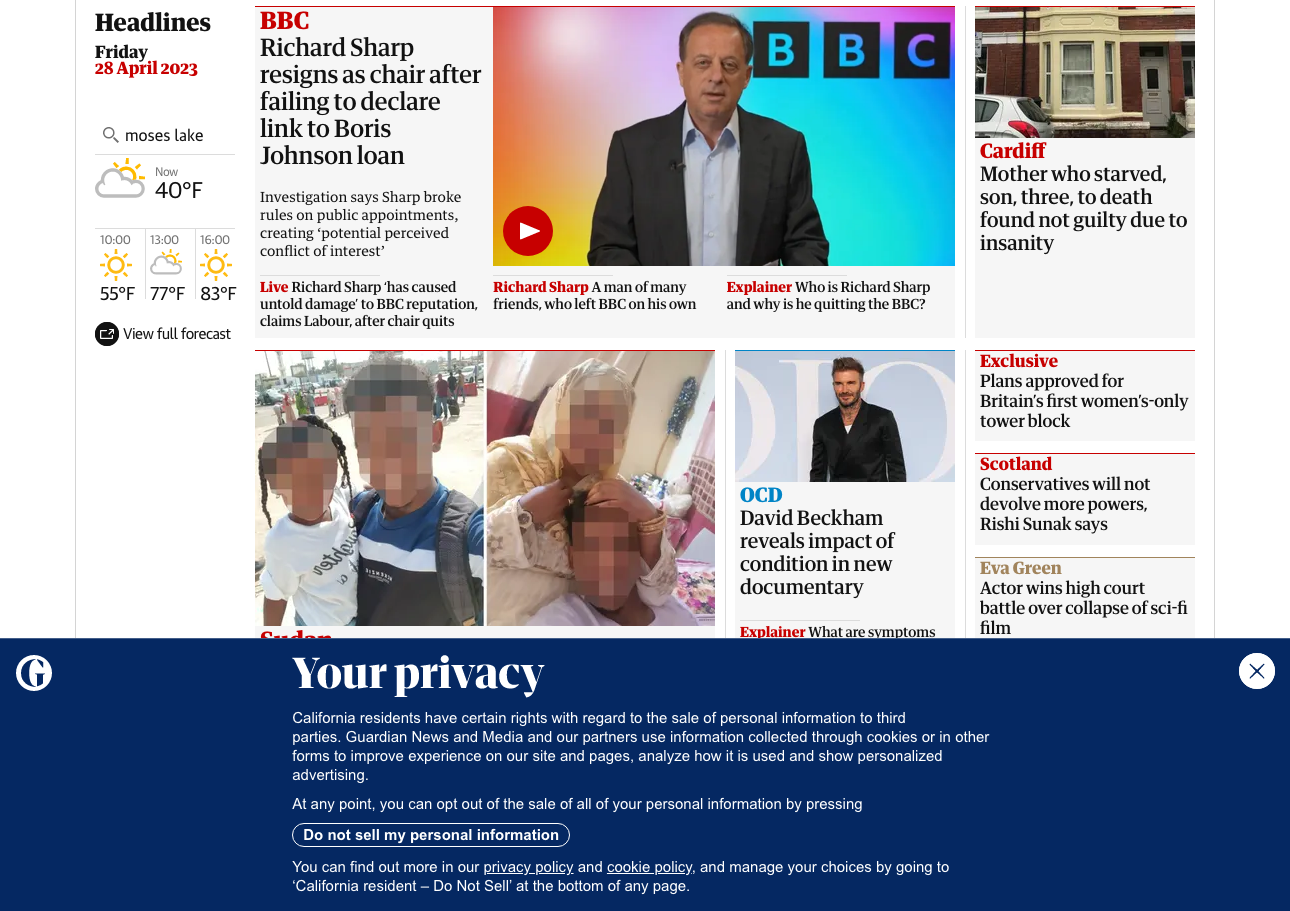 Headlines
Friday
28 April 2023
moses lake
Now
40°F
10:00
13:00
16:00
55°F
77°F
83°F
View full forecast
BBC
Richard Sharp
resigns as chair after
failing to declare
link to Boris
Johnson loan
Investigation says Sharp broke
rules on public appointments,
creating ‘potential perceived
conflict of interest’
B B C
Live Richard Sharp ‘has caused
untold damage’ to BBC reputation,
claims Labour, after chair quits
Richard Sharp A man of many
friends, who left BBC on his own
Explainer Who is Richard Sharp
and why is he quitting the BBC?
Cardiff
Mother who starved,
son, three, to death
found not guilty due to
insanity
OCD
David Beckham
reveals impact of
condition in new
documentary
Explainer What are symptoms
Exclusive
Plans approved for
Britain’s first women’s-only
tower block
Scotland
Conservatives will not
devolve more powers,
Rishi Sunak says
Eva Green
Actor wins high court
battle over collapse of sci-fi
film
Sudan
Your privacy
California residents have certain rights with regard to the sale of personal information to third
parties. Guardian News and Media and our partners use information collected through cookies or in other
forms to improve experience on our site and pages, analyze how it is used and show personalized
advertising.
At any point, you can opt out of the sale of all of your personal information by pressing
Do not sell my personal information
You can find out more in our privacy policy and cookie policy, and manage your choices by going to
‘California resident – Do Not Sell’ at the bottom of any page.